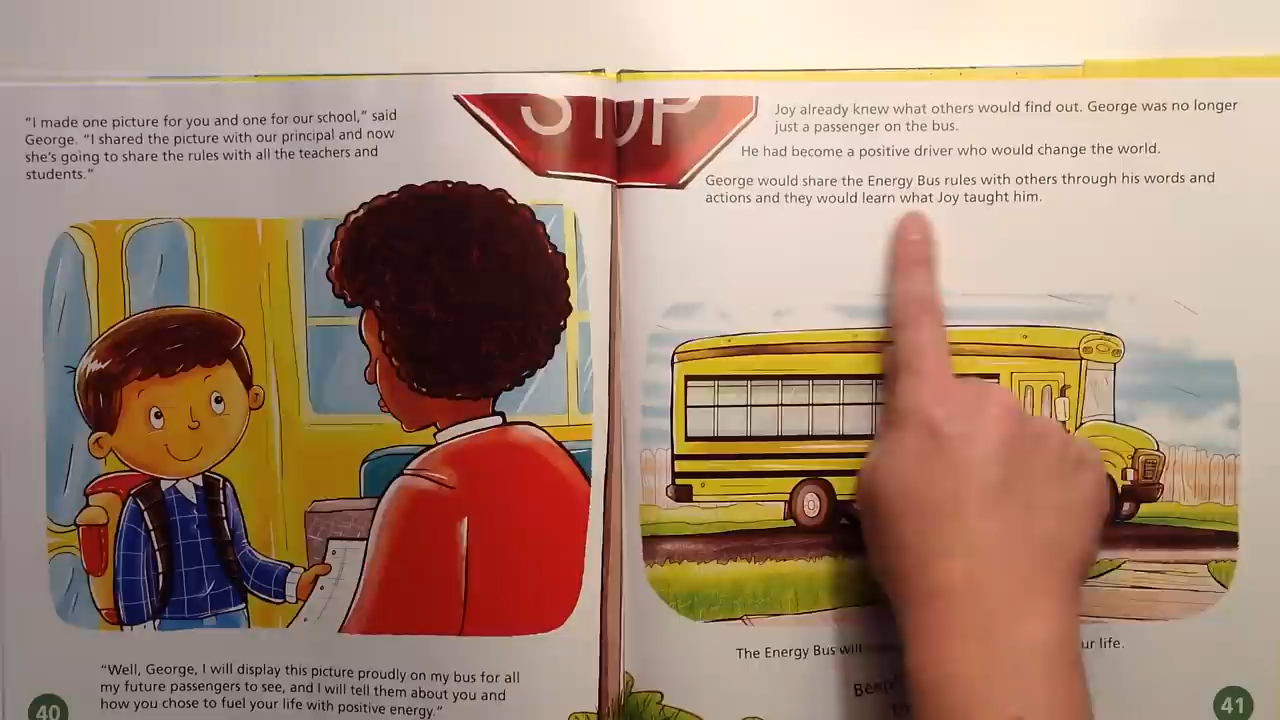 "I made one picture for you and one for our school," said
George. "I shared the picture with our principal and now
she's going to share the rules with all the teachers and
students."
"Well, George, I will display this picture proudly on my bus for all
my future passengers to see, and I will tell them about you and
how you chose to fuel your life with positive energy."
40
STOP
Joy already knew what others would find out. George was no longer
just a passenger on the bus.
He had become a positive driver who would change the world.
George would share the Energy Bus rules with others through his words and
actions and they would learn what Joy taught him.
The Energy Bus will life.
41